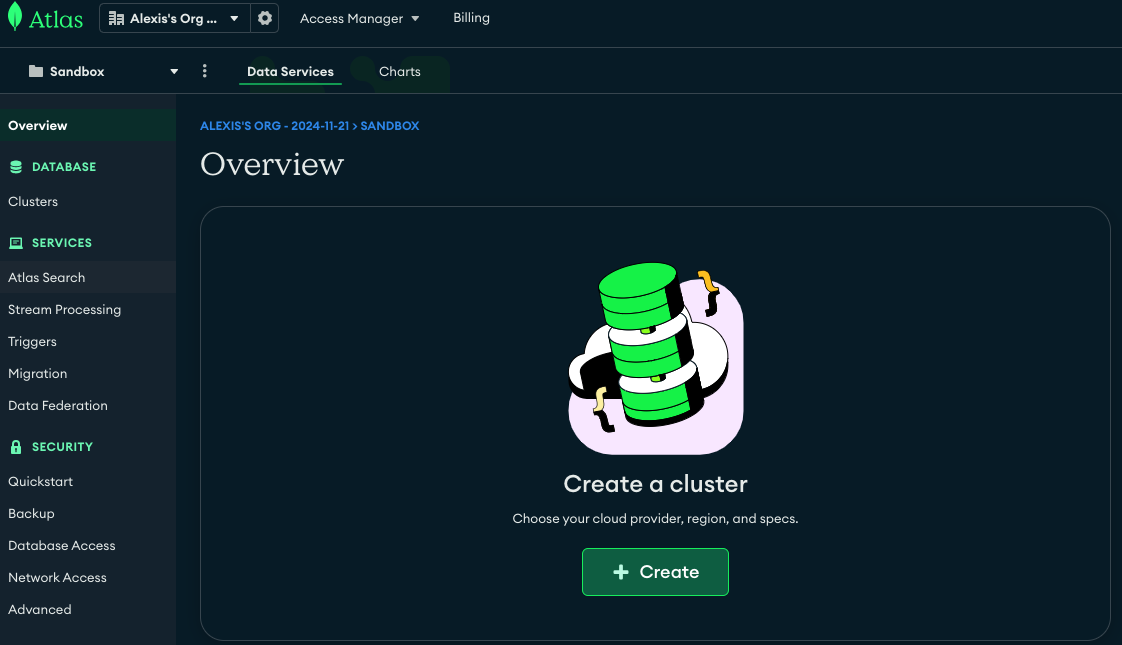 Atlas
Alexis's Org ...
Access Manager
Billing
Sandbox
Data Services
Charts
Overview
DATABASE
Clusters
SERVICES
Atlas Search
Stream Processing
Triggers
Migration
Data Federation
SECURITY
Quickstart
Backup
Database Access
Network Access
Advanced
ALEXIS'S ORG - 2024-11-21 > SANDBOX
Overview
Create a cluster
Choose your cloud provider, region, and specs.
+ Create